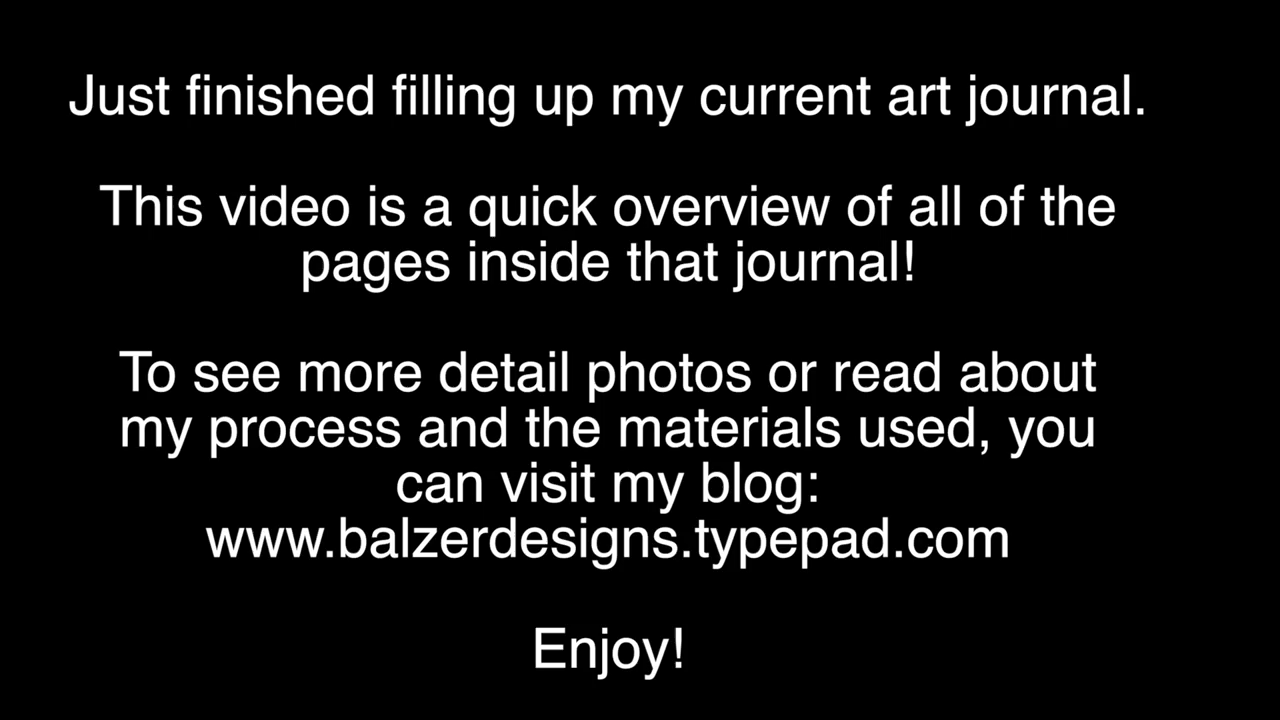 Just finished filling up my current art journal.
This video is a quick overview of all of the
pages inside that journal!
To see more detail photos or read about
my process and the materials used, you
can visit my blog:
www.balzerdesigns.typepad.com
Enjoy!